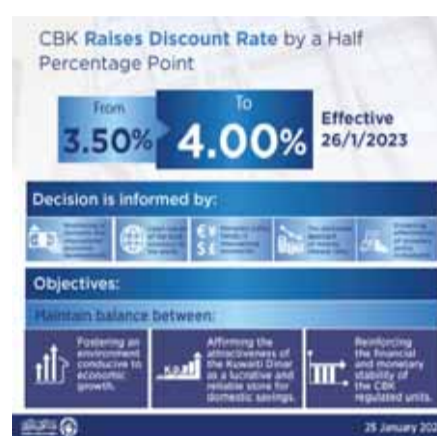 CBK Raises Discount Rate by a Half
Percentage Point
From
3.50%
To
4.00%
Effective
26/1/2023
Decision is informed by:
€ ¥
$ £
Objectives:
Maintain balance between:
Fostering an
environment
conducive to
economic
growth.
Affirming the
attractiveness of
the Kuwaiti Dinar
as a lucrative and
reliable store for
domestic savings.
Reinforcing
the financial
and monetary
stability of
the CBK
regulated units.
25 January 202